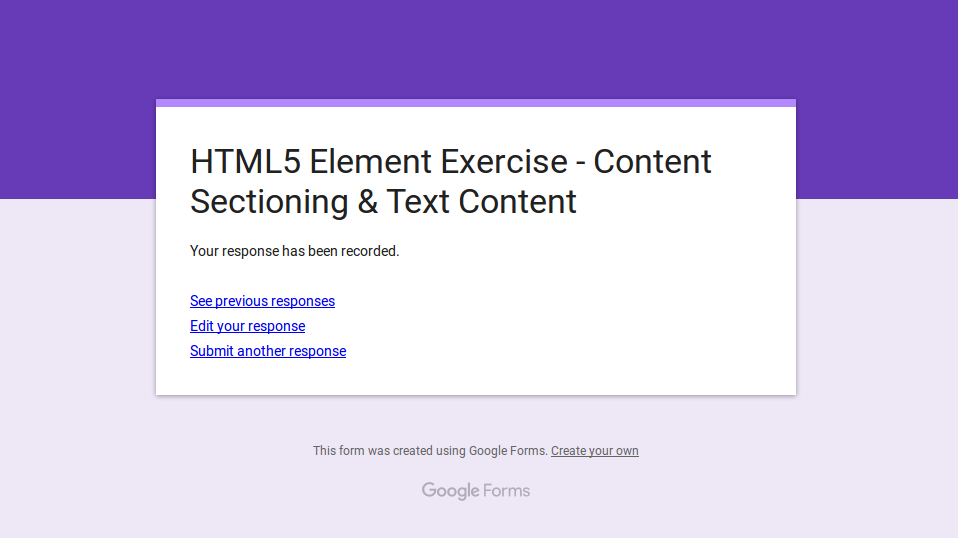 HTML5 Element Exercise - Content
Sectioning & Text Content
Your response has been recorded.
See previous responses
Edit your response
Submit another response
This form was created using Google Forms. Create your own
Google Forms